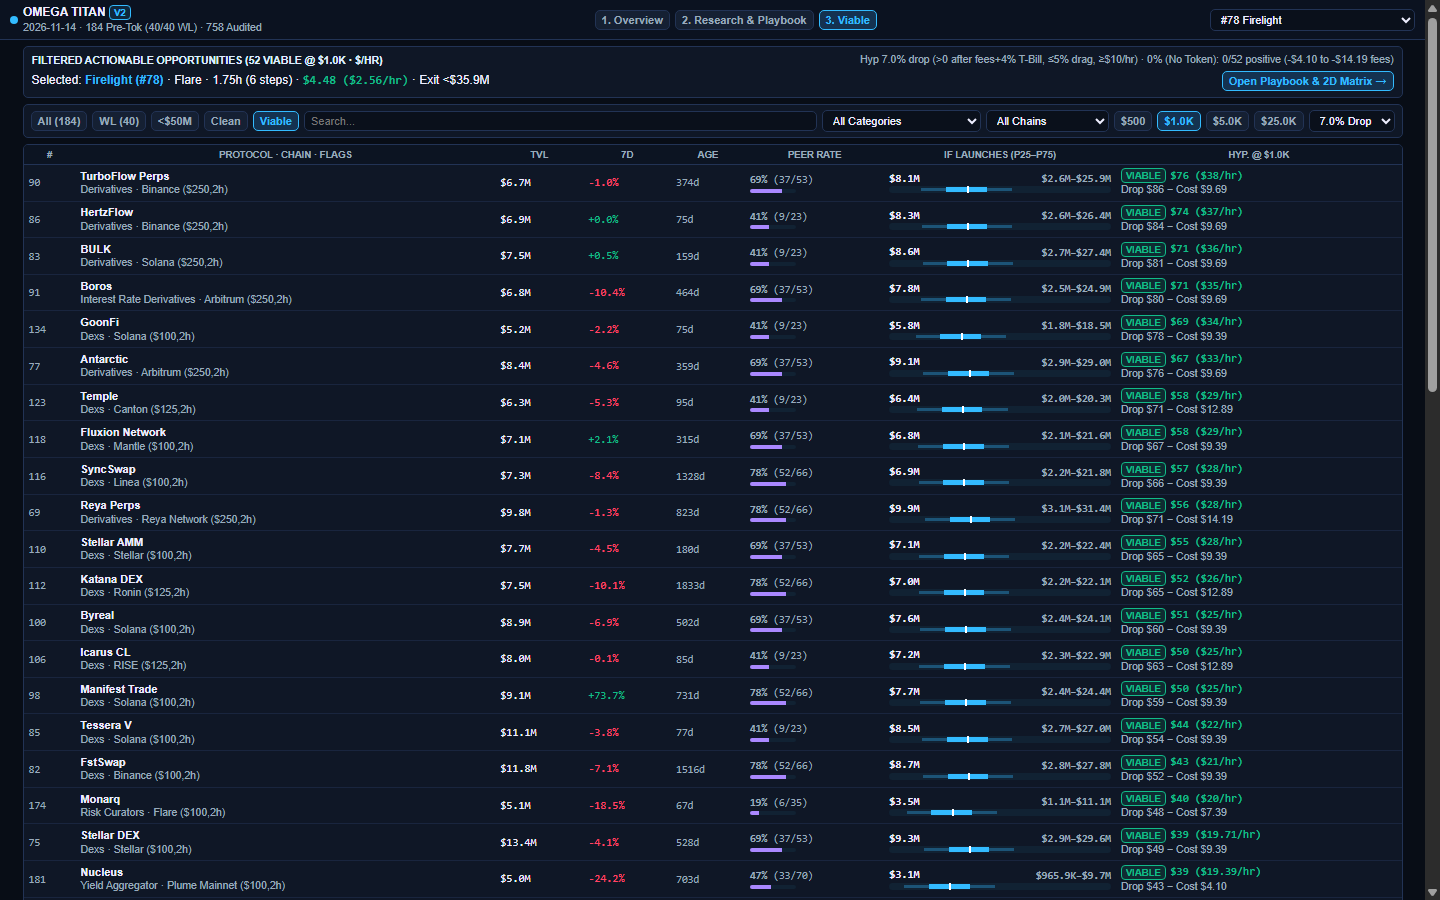 OMEGA TITAN V2
2026-11-14 · 184 Pre-Tok (40/40 WL) · 758 Audited
1. Overview 2. Research & Playbook 3. Viable
#78 Firelight
FILTERED ACTIONABLE OPPORTUNITIES (52 VIABLE @ $1.0K · $/HR)
Hyp 7.0% drop (>0 after fees+4% T-Bill, ≤5% drag, ≥$10/hr) · 0% (No Token): 0/52 positive (-$4.10 to -$14.19 fees)
Selected: Firelight (#78) · Flare · 1.75h (6 steps) · $4.48 ($2.56/hr) · Exit <$35.9M
Open Playbook & 2D Matrix →
All (184) WL (40) <$50M Clean Viable Search... All Categories All Chains $500 $1.0K $5.0K $25.0K 7.0% Drop
# PROTOCOL · CHAIN · FLAGS TVL 7D AGE PEER RATE IF LAUNCHES (P25–P75) HYP. @ $1.0K
90 TurboFlow Perps $6.7M -1.0% 374d 69% (37/53) $8.1M $2.6M–$25.9M VIABLE $76 ($38/hr)
Derivatives · Binance ($250,2h) Drop $86 − Cost $9.69
86 HertzFlow $6.9M +0.0% 75d 41% (9/23) $8.3M $2.6M–$26.4M VIABLE $74 ($37/hr)
Derivatives · Binance ($250,2h) Drop $84 − Cost $9.69
83 BULK $7.5M +0.5% 159d 41% (9/23) $8.6M $2.7M–$27.4M VIABLE $71 ($36/hr)
Derivatives · Solana ($250,2h) Drop $81 − Cost $9.69
91 Boros $6.8M -10.4% 464d 69% (37/53) $7.8M $2.5M–$24.9M VIABLE $71 ($35/hr)
Interest Rate Derivatives · Arbitrum ($250,2h) Drop $80 − Cost $9.69
134 GoonFi $5.2M -2.2% 75d 41% (9/23) $5.8M $1.8M–$18.5M VIABLE $69 ($34/hr)
Dexs · Solana ($100,2h) Drop $78 − Cost $9.39
77 Antarctic $8.4M -4.6% 359d 69% (37/53) $9.1M $2.9M–$29.0M VIABLE $67 ($33/hr)
Derivatives · Arbitrum ($250,2h) Drop $76 − Cost $9.69
123 Temple $6.3M -5.3% 95d 41% (9/23) $6.4M $2.0M–$20.3M VIABLE $58 ($29/hr)
Dexs · Canton ($125,2h) Drop $71 − Cost $12.89
118 Fluxion Network $7.1M +2.1% 315d 69% (37/53) $6.8M $2.1M–$21.6M VIABLE $58 ($29/hr)
Dexs · Mantle ($100,2h) Drop $67 − Cost $9.39
116 SyncSwap $7.3M -8.4% 1328d 78% (52/66) $6.9M $2.2M–$21.8M VIABLE $57 ($28/hr)
Dexs · Linea ($100,2h) Drop $66 − Cost $9.39
69 Reya Perps $9.8M -1.3% 823d 78% (52/66) $9.9M $3.1M–$31.4M VIABLE $56 ($28/hr)
Derivatives · Reya Network ($250,2h) Drop $71 − Cost $14.19
110 Stellar AMM $7.7M -4.5% 180d 69% (37/53) $7.1M $2.2M–$22.4M VIABLE $55 ($28/hr)
Dexs · Stellar ($100,2h) Drop $65 − Cost $9.39
112 Katana DEX $7.5M -10.1% 1833d 78% (52/66) $7.0M $2.2M–$22.1M VIABLE $52 ($26/hr)
Dexs · Ronin ($125,2h) Drop $65 − Cost $12.89
100 Byreal $8.9M -6.9% 502d 69% (37/53) $7.6M $2.4M–$24.1M VIABLE $51 ($25/hr)
Dexs · Solana ($100,2h) Drop $60 − Cost $9.39
106 Icarus CL $8.0M -0.1% 85d 41% (9/23) $7.2M $2.3M–$22.9M VIABLE $50 ($25/hr)
Dexs · RISE ($125,2h) Drop $63 − Cost $12.89
98 Manifest Trade $9.1M +73.7% 731d 78% (52/66) $7.7M $2.4M–$24.4M VIABLE $50 ($25/hr)
Dexs · Solana ($100,2h) Drop $59 − Cost $9.39
85 Tessera V $11.1M -3.8% 77d 41% (9/23) $8.5M $2.7M–$27.0M VIABLE $44 ($22/hr)
Dexs · Solana ($100,2h) Drop $54 − Cost $9.39
82 FstSwap $11.8M -7.1% 1516d 78% (52/66) $8.7M $2.8M–$27.8M VIABLE $43 ($21/hr)
Dexs · Binance ($100,2h) Drop $52 − Cost $9.39
174 Monarq $5.1M -18.5% 67d 19% (6/35) $3.5M $1.1M–$11.1M VIABLE $40 ($20/hr)
Risk Curators · Flare ($100,2h) Drop $48 − Cost $7.39
75 Stellar DEX $13.4M -4.1% 528d 69% (37/53) $9.3M $2.9M–$29.6M VIABLE $39 ($19.71/hr)
Dexs · Stellar ($100,2h) Drop $49 − Cost $9.39
181 Nucleus $5.0M -24.2% 703d 47% (33/70) $3.1M $965.9K–$9.7M VIABLE $39 ($19.39/hr)
Yield Aggregator · Plume Mainnet ($100,2h) Drop $43 − Cost $4.10